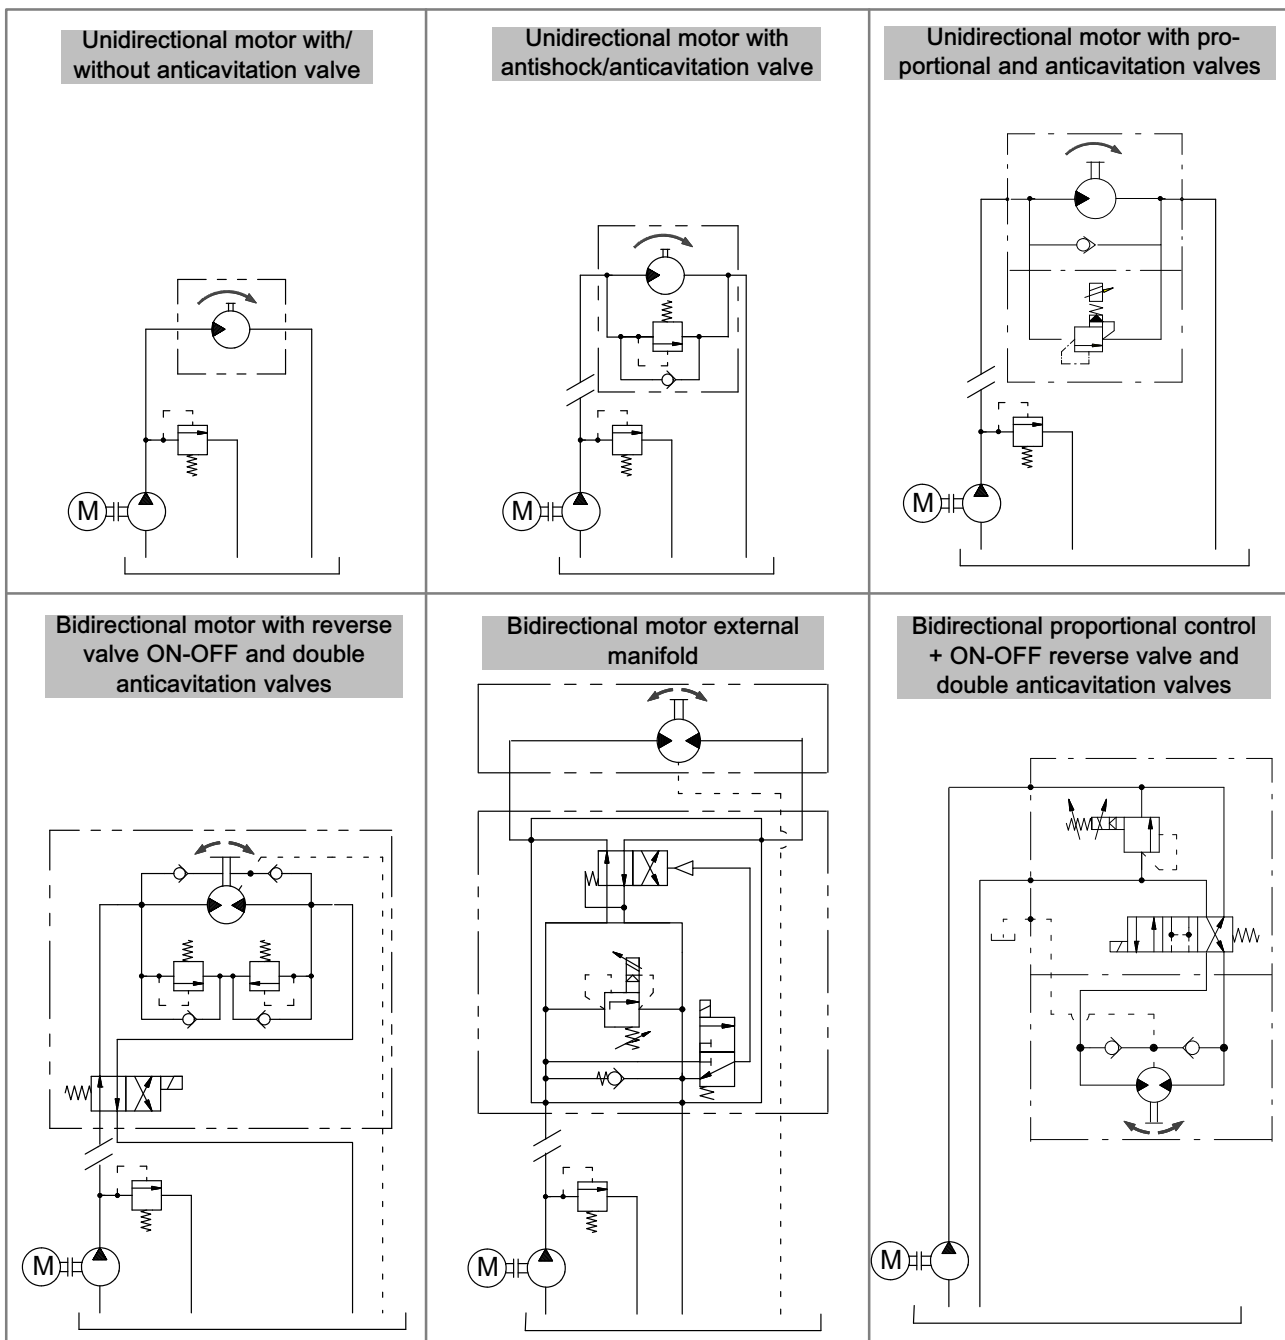 Unidirectional motor with/
without anticavitation valve
Unidirectional motor with
antishock/anticavitation valve
Unidirectional motor with pro-
portional and anticavitation valves
M
M
M
Bidirectional motor with reverse
valve ON-OFF and double
anticavitation valves
Bidirectional motor external
manifold
Bidirectional proportional control
+ ON-OFF reverse valve and
double anticavitation valves
M
M
M